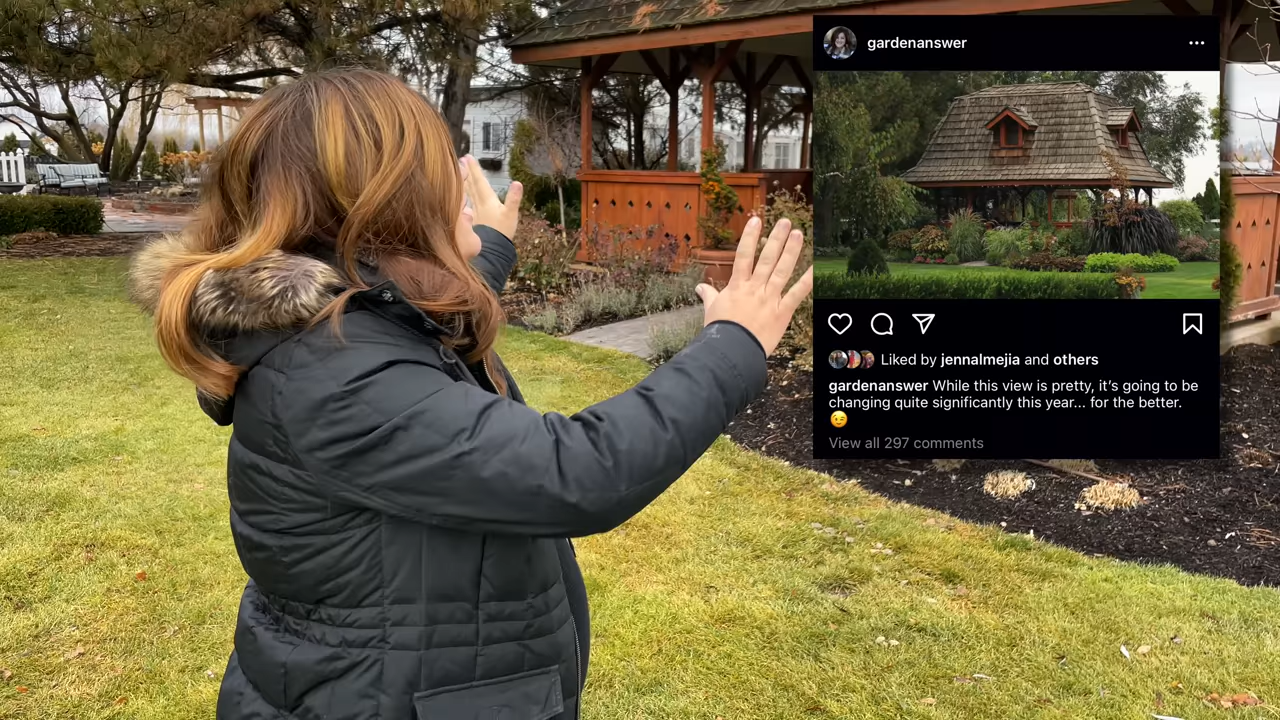 gardenanswer
Liked by jennalmejia and others
gardenanswer While this view is pretty, it's going to be
changing quite significantly this year... for the better.
😉
View all 297 comments